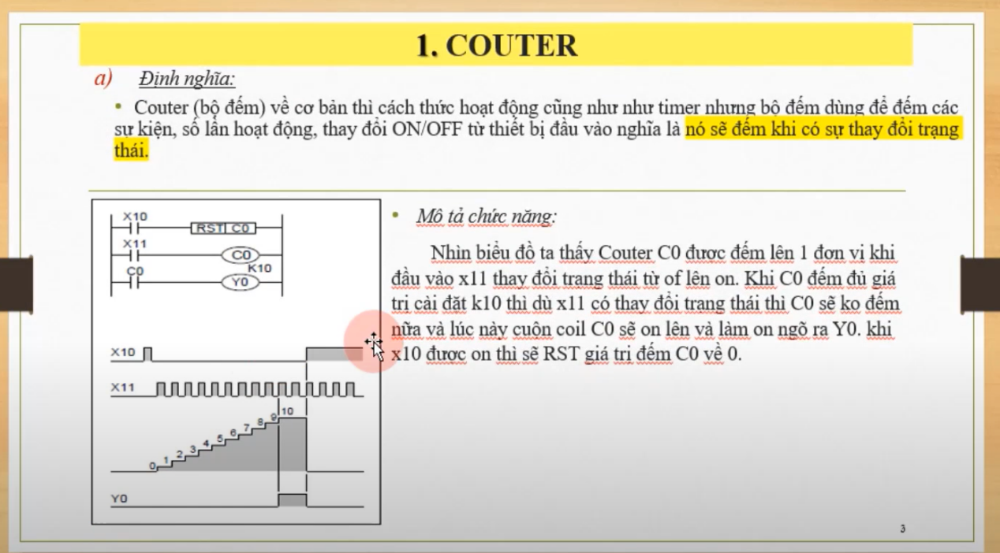 1. COUTER
a) Định nghĩa:
• Couter (bộ đếm) về cơ bản thì cách thức hoạt động cũng như như timer nhưng bộ đếm dùng để đếm các
sự kiện, số lần hoạt động, thay đổi ON/OFF từ thiết bị đầu vào nghĩa là nó sẽ đếm khi có sự thay đổi trạng
thái.
X10
RST C0
X11
C0
K10
C0
Y0
X10
X11
0 1 2 3 4 5 6 7 8 9 10
Y0
• Mô tả chức năng:
Nhìn biểu đồ ta thấy Couter C0 được đếm lên 1 đơn vị khi
đầu vào x11 thay đổi trạng thái từ of lên on. Khi C0 đếm đủ giá
trị cài đặt k10 thì dù x11 có thay đổi trạng thái thì C0 sẽ ko đếm
nữa và lúc này cuộn coil C0 sẽ on lên và làm on ngõ ra Y0. khi
x10 được on thì sẽ RST giá trị đếm C0 về 0.
3